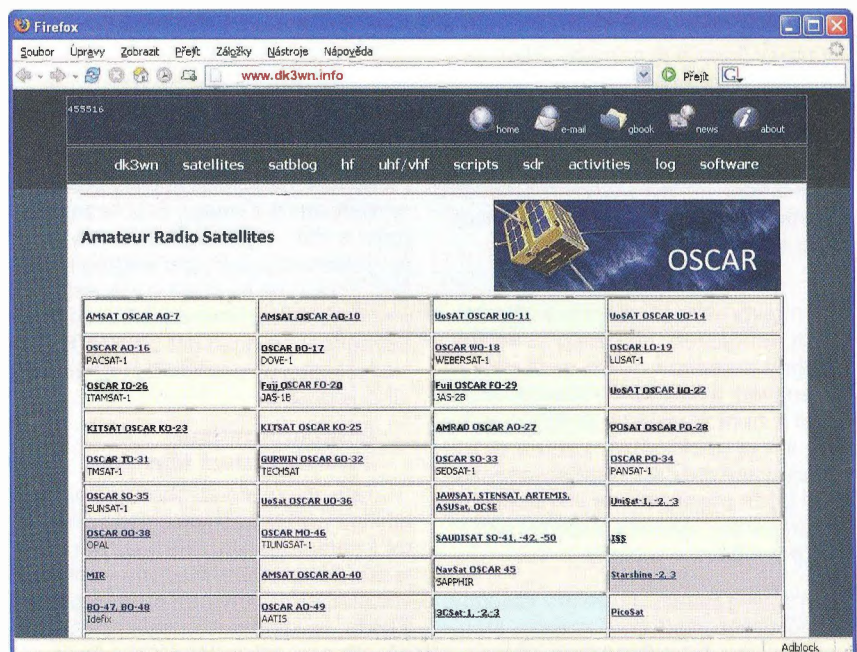 Firefox
Soubor Úpravy Zobrazit Přejít Záložky Nástroje Nápověda
www.dk3wn.info Přejít G
455516
home e-mail gbook news about
dk3wn satellites satblog hf uhf/vhf scripts sdr activities log software
Amateur Radio Satellites
OSCAR
AMSAT OSCAR AO-7 AMSAT OSCAR AO-10 UoSAT OSCAR UO-11 UoSAT OSCAR UO-14
OSCAR AO-16 OSCAR DO-17 OSCAR WO-18 OSCAR LO-19
PACSAT-1 DOVE-1 WEBERSAT-1 LUSAT-1
OSCAR IO-26 Fuji OSCAR FO-20 Fuji OSCAR FO-29 UoSAT OSCAR UO-22
ITAMSAT-1 JAS-1B JAS-2B
KITSAT OSCAR KO-23 KITSAT OSCAR KO-25 AMRAD OSCAR AO-27 POSAT OSCAR PO-28
OSCAR TO-31 GURWIN OSCAR GO-32 OSCAR SO-33 OSCAR PO-34
TMSAT-1 TECHSAT SEDSAT-1 PANSAT-1
OSCAR SO-35 UoSat OSCAR UO-36 JAWSAT, STENSAT, ARTEMIS, UniSat-1, -2, -3
SUNSAT-1 ASUSat, OCSE
OSCAR OO-38 OSCAR MO-46 SAUDISAT SO-41, -42, -50 ISS
OPAL TIUNGSAT-1
MIR AMSAT OSCAR AO-40 NavSat OSCAR 45 Starshine -2, 3
SAPPHIR
BO-47, BO-48 OSCAR AO-49 3CSat-1, -2,-3 PicoSat
Idefix AATIS
Adblock